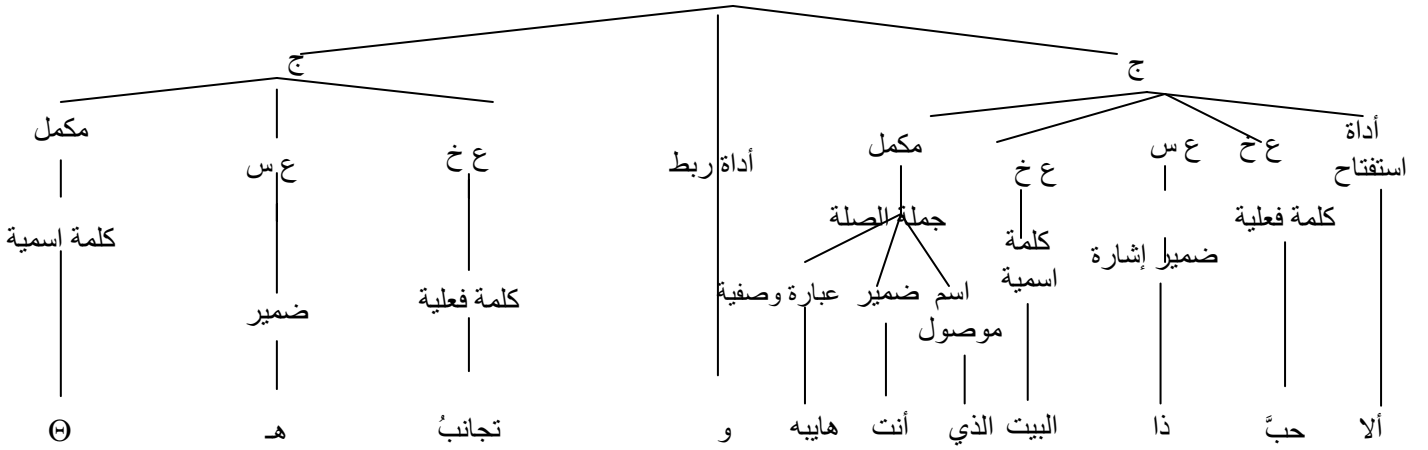 ج ج
أداة استفتاح ع خ ع س ع خ مكمل أداة ربط ع خ ع س مكمل
كلمة فعلية ضمير إشارة كلمة اسمية جملة الصلة كلمة فعلية ضمير كلمة اسمية
اسم موصول ضمير عبارة وصفية
ألا حبَّ ذا البيت الذي أنت هايبه و تجانبُ هـ Θ